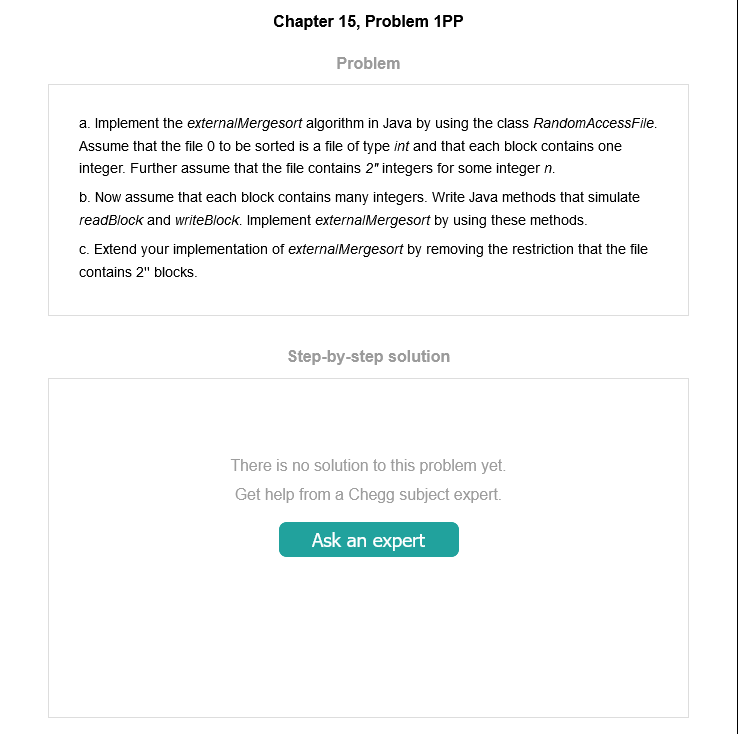 Chapter 15, Problem 1PP
Problem
a. Implement the externalMergesort algorithm in Java by using the class RandomAccessFile.
Assume that the file 0 to be sorted is a file of type int and that each block contains one
integer. Further assume that the file contains 2" integers for some integer n.
b. Now assume that each block contains many integers. Write Java methods that simulate
readBlock and writeBlock. Implement externalMergesort by using these methods.
c. Extend your implementation of externalMergesort by removing the restriction that the file
contains 2" blocks.
Step-by-step solution
There is no solution to this problem yet.
Get help from a Chegg subject expert.
Ask an expert